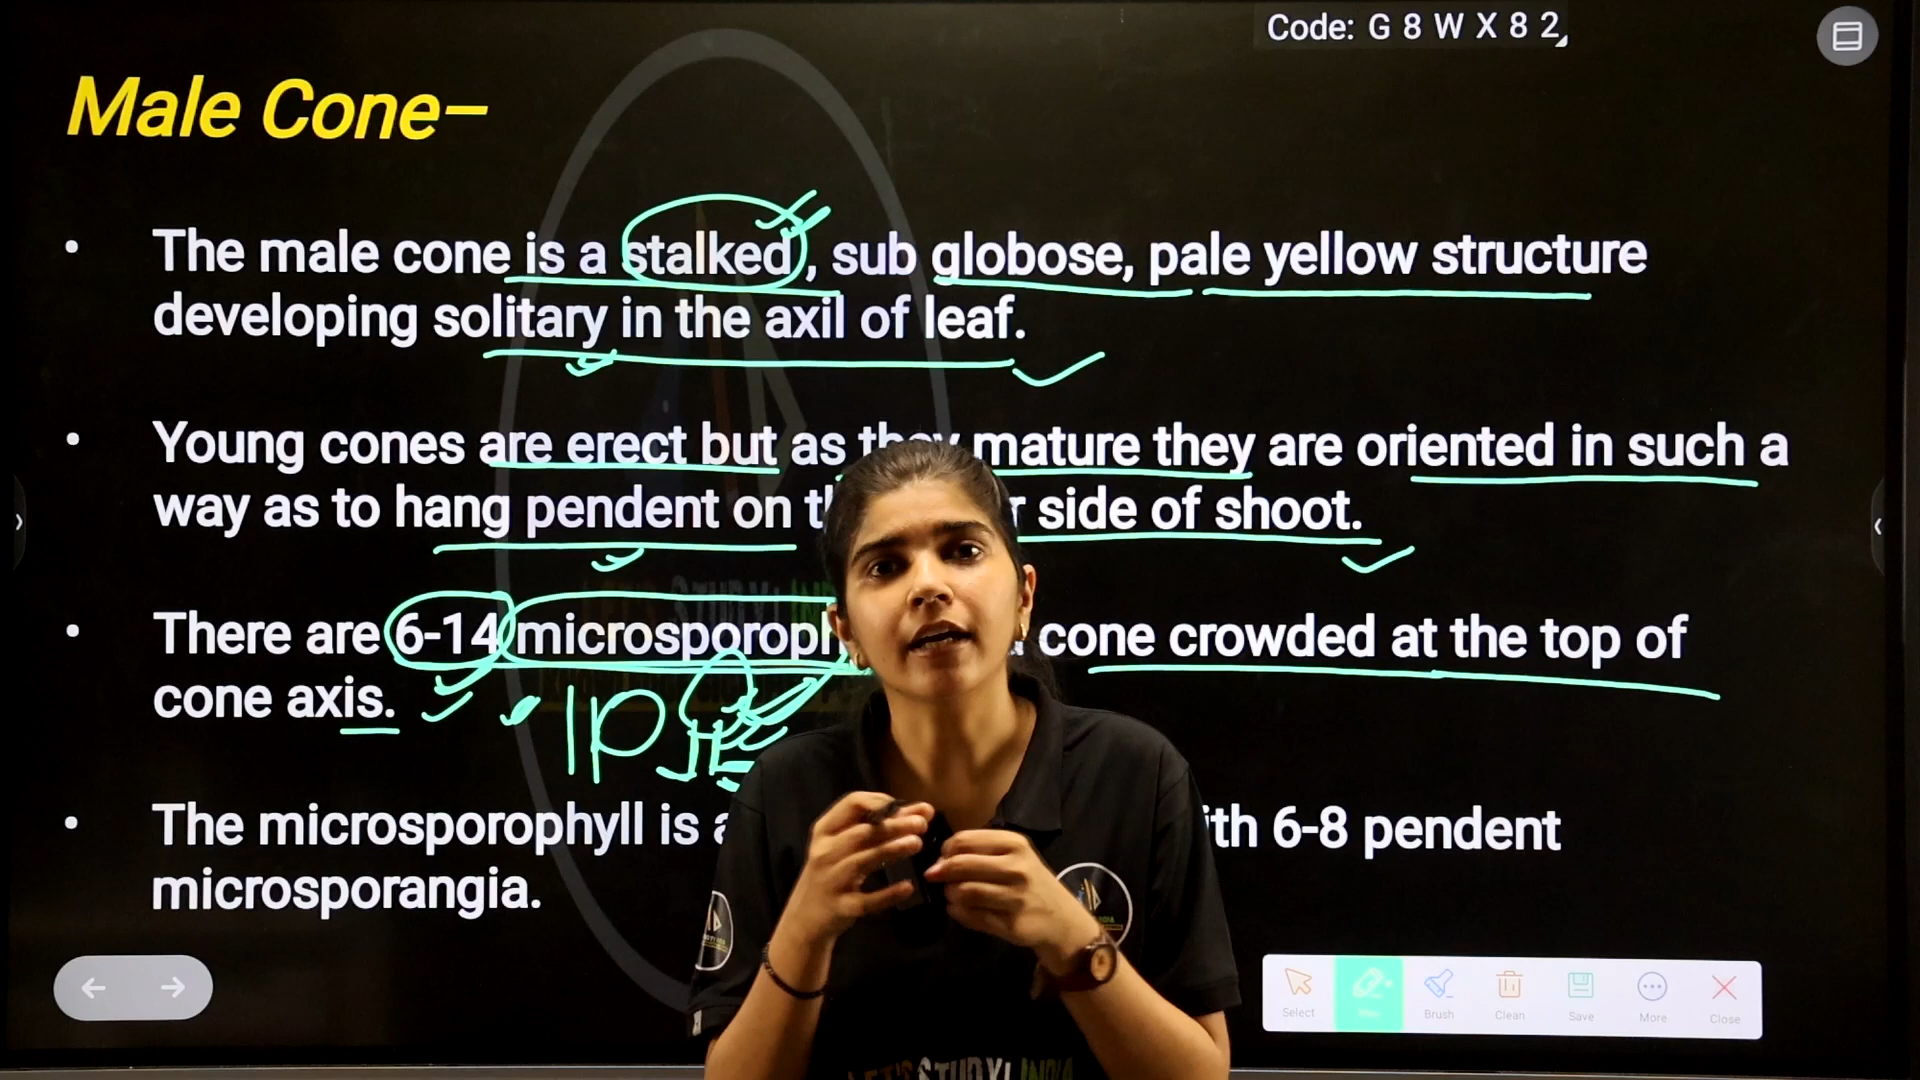 Code: G 8 W X 8 2
Male Cone–
• The male cone is a stalked , sub globose, pale yellow structure
developing solitary in the axil of leaf.
• Young cones are erect but as they mature they are oriented in such a
way as to hang pendent on side of shoot.
• There are 6-14 cone crowded at the top of
cone axis.
• The microsporophyll is 6-8 pendent
microsporangia.
Select
Brush
Clean
Save
More
Close